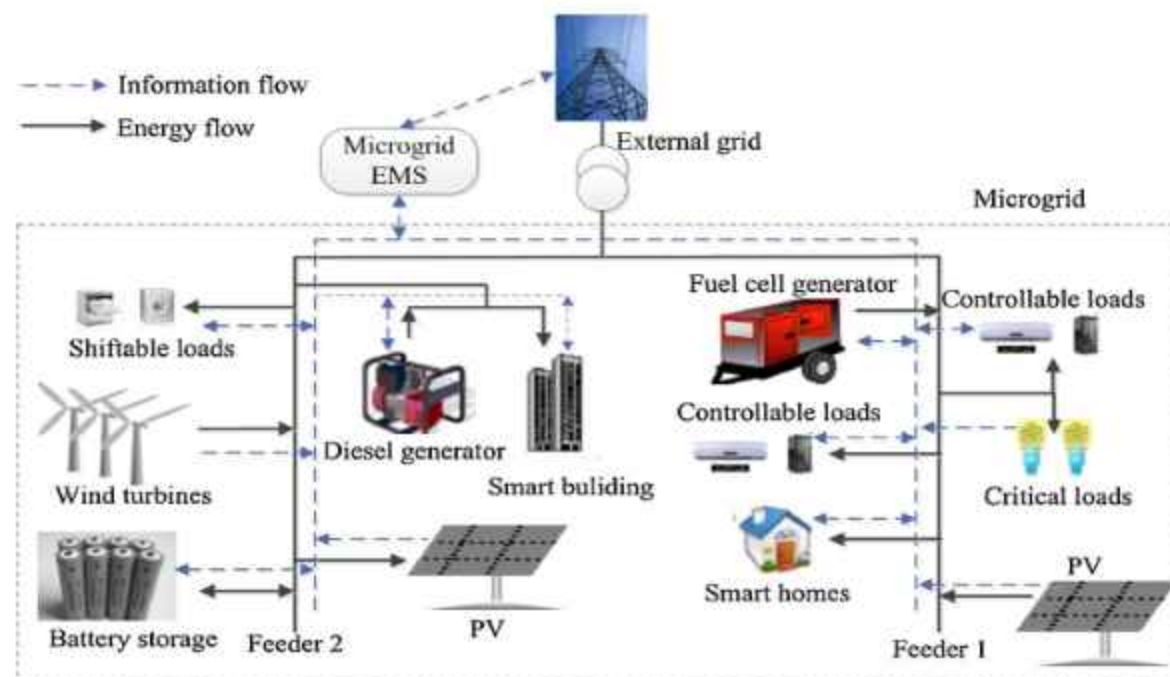 Information flow
Energy flow
Microgrid
EMS
External grid
Microgrid
Fuel cell generator
Controllable loads
Shiftable loads
Controllable loads
Diesel generator
Wind turbines
Smart buliding
Critical loads
PV
Smart homes
PV
Battery storage
Feeder 2
Feeder 1